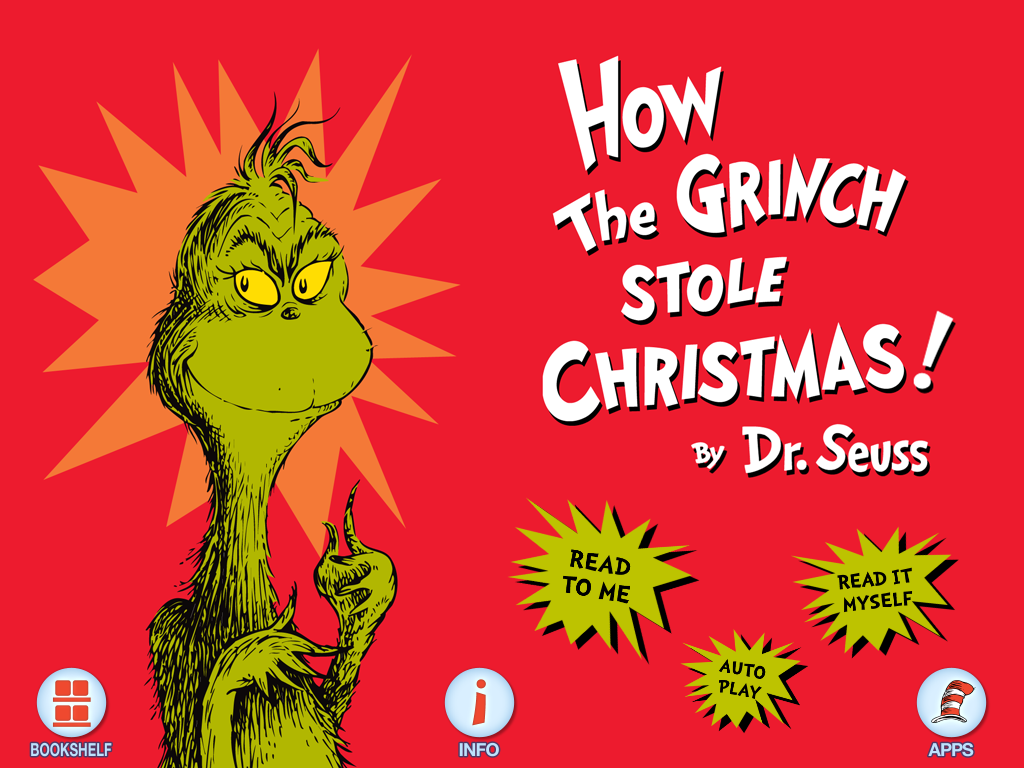 How
The GRINCH
STOLE
CHRISTMAS!
By Dr. Seuss
READ
TO ME
READ IT
MYSELF
AUTO
PLAY
BOOKSHELF
i
INFO
APPS